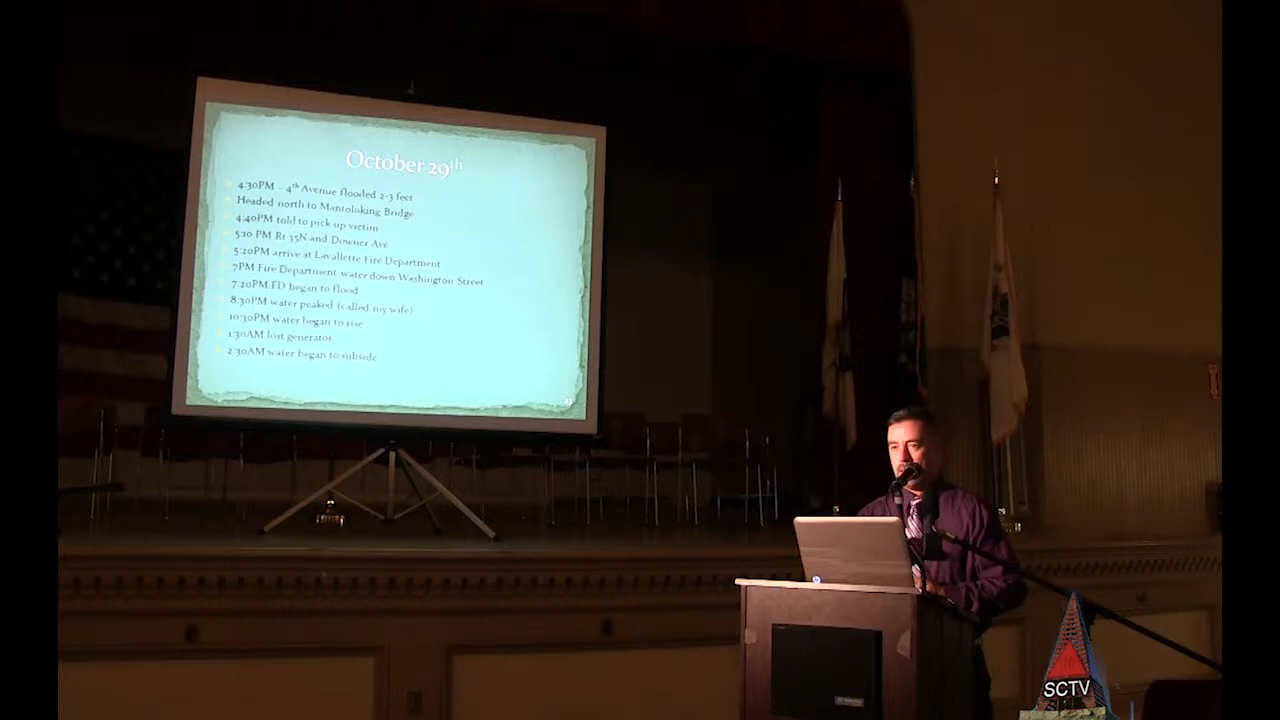 October 29th
4:30PM – 4th Avenue flooded 2-3 feet
Headed north to Mantoloking Bridge
4:40PM told to pick up victim
5:10 PM Rt 35N and Downer Ave
5:20PM arrive at Lavallette Fire Department
7PM Fire Department water down Washington Street
7:20PM FD began to flood
8:30PM water peaked (called my wife)
10:30PM water began to rise
1:30AM lost generator
2:30AM water began to subside
SCTV